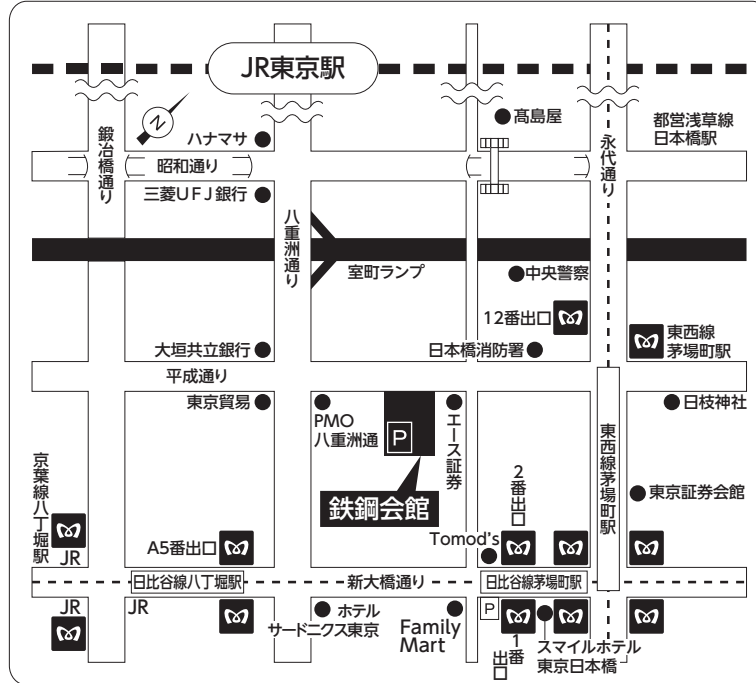 JR東京駅
N
髙島屋
都営浅草線
日本橋駅
ハナマサ
鍛冶橋通り
昭和通り
永代通り
三菱UFJ銀行
八重洲通り
室町ランプ
中央警察
12番出口
東西線
茅場町駅
大垣共立銀行
日本橋消防署
平成通り
東京貿易
PMO
八重洲通
P
エース証券
日枝神社
鉄鋼会館
東西線茅場町駅
東京証券会館
2番出口
京葉線八丁堀駅
JR
A5番出口
Tomod's
日比谷線八丁堀駅
新大橋通り
日比谷線茅場町駅
JR
JR
ホテル
サードニクス東京
Family
Mart
P
1番
出口
スマイルホテル
東京日本橋